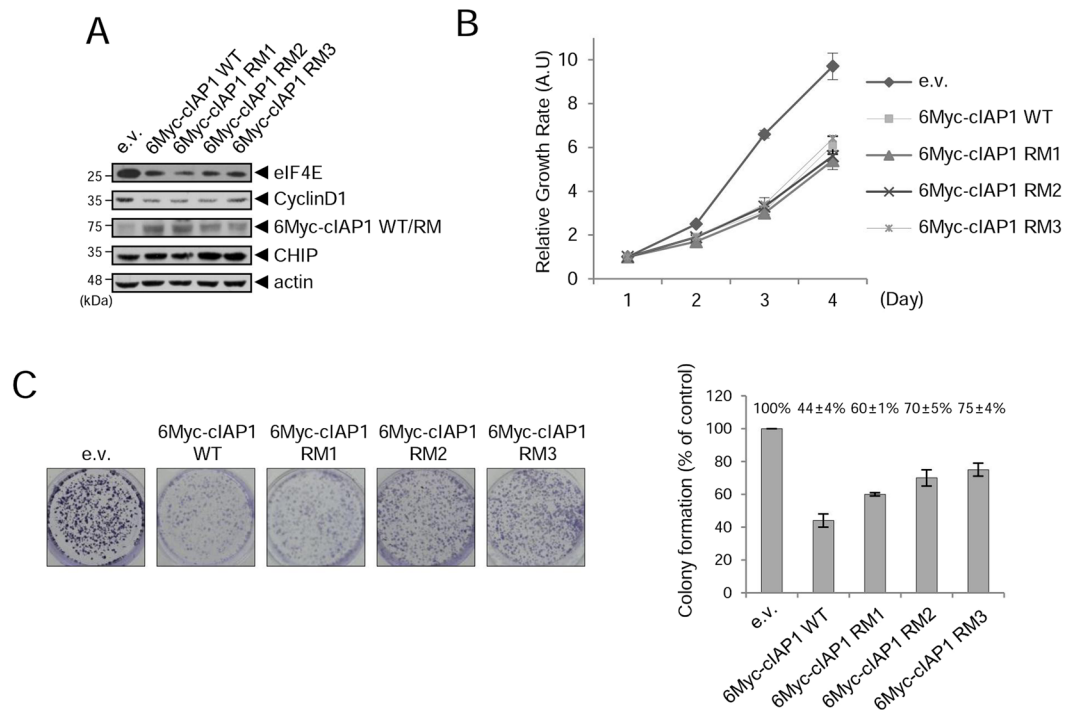 A
e.v.
6Myc-cIAP1 WT
6Myc-cIAP1 RM1
6Myc-cIAP1 RM2
6Myc-cIAP1 RM3
25
eIF4E
35
CyclinD1
75
6Myc-cIAP1 WT/RM
35
CHIP
48
actin
(kDa)
B
Relative Growth Rate (A.U)
10
8
6
4
2
0
1 2 3 4 (Day)
e.v.
6Myc-cIAP1 WT
6Myc-cIAP1 RM1
6Myc-cIAP1 RM2
6Myc-cIAP1 RM3
C
e.v.
6Myc-cIAP1
WT
6Myc-cIAP1
RM1
6Myc-cIAP1
RM2
6Myc-cIAP1
RM3
Colony formation (% of control)
120
100
80
60
40
20
0
100% 44±4% 60±1% 70±5% 75±4%
e.v.
6Myc-cIAP1 WT
6Myc-cIAP1 RM1
6Myc-cIAP1 RM2
6Myc-cIAP1 RM3